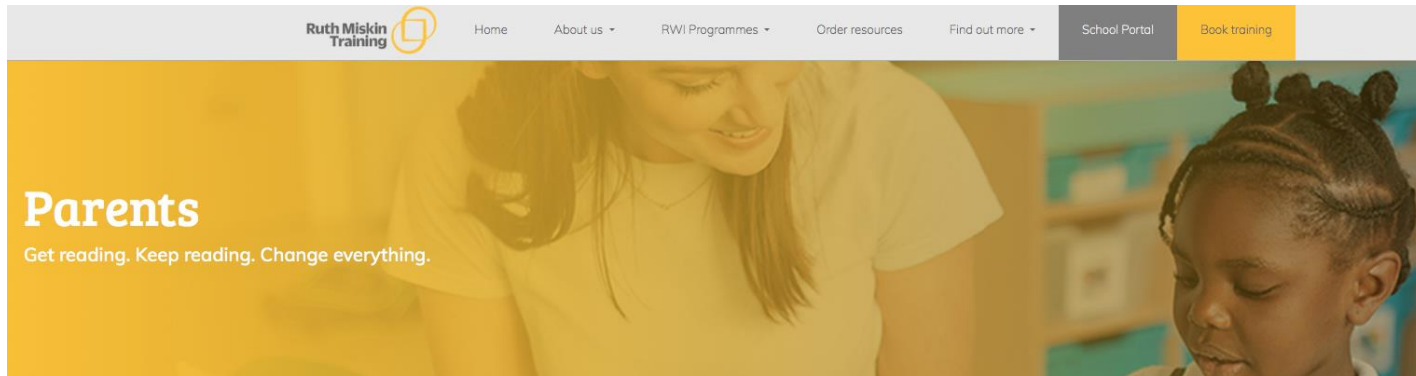 Ruth Miskin
Training
Home
About us
RWI Programmes
Order resources
Find out more
School Portal
Book training
Parents
Get reading. Keep reading. Change everything.